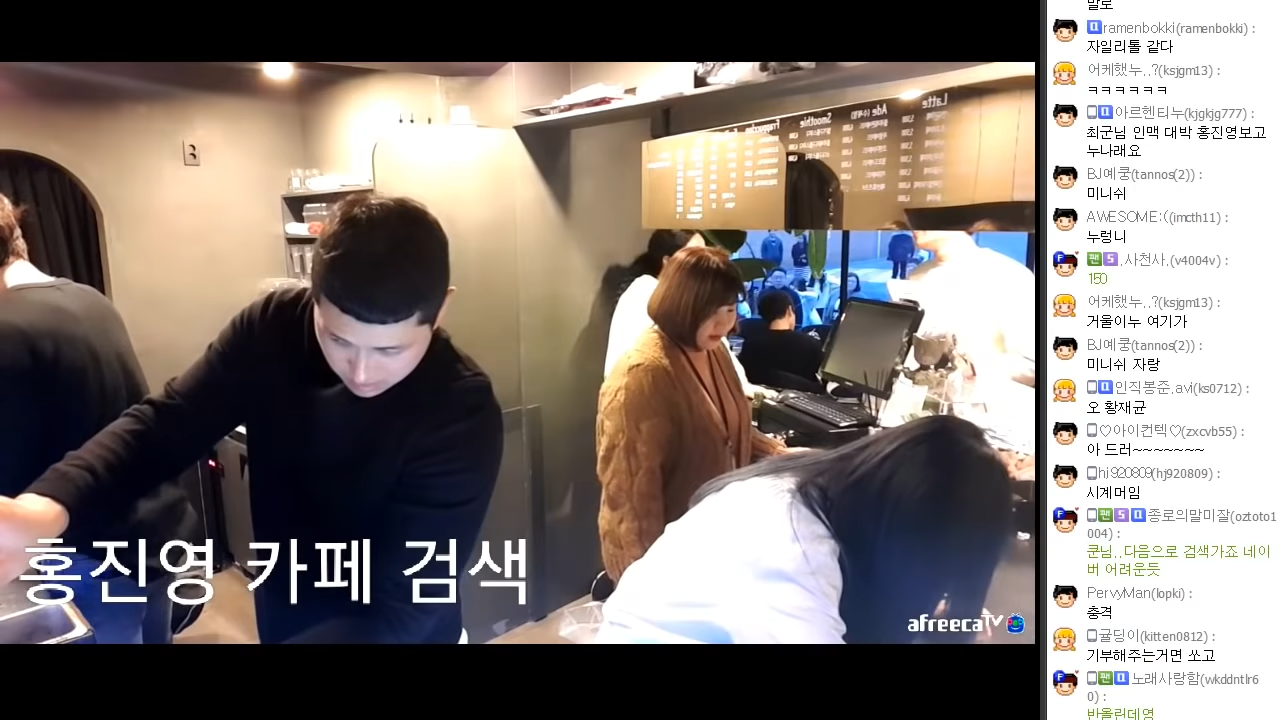 Latte
Ade
Smoothie
Frappuccino
홍진영 카페 검색
afreecaTV
말로
ramenbokki(ramenbokki) :
자일리톨 같다
어케했누..?(ksjgm13) :
ㅋㅋㅋㅋㅋㅋ
아르헨티누(kjgkjg777) :
최군님 인맥 대박 홍진영보고
누나래요
BJ예쿵(tannos(2)) :
미니쉬
AWESOME:((imcth11) :
누렁니
팬 S .사천사.(v4004v) :
150
어케했누..?(ksjgm13) :
거울이누 여기가
BJ예쿵(tannos(2)) :
미니쉬 자랑
인직봉준.avi(ks0712) :
오 황재균
♡아이컨텍♡(zxcvb55) :
아 드러~~~~~~~
hj920809(hj920809) :
시계머임
팬 S 종로의말미잘(oztoto1
004) :
쿤님..다음으로 검색가죠 네이
버 어려운듯
PervyMan(lopki) :
충격
귤딩이(kitten0812) :
기부해주는거면 쏘고
팬 노래사랑함(wkddntlr6
0) :
반올린데영